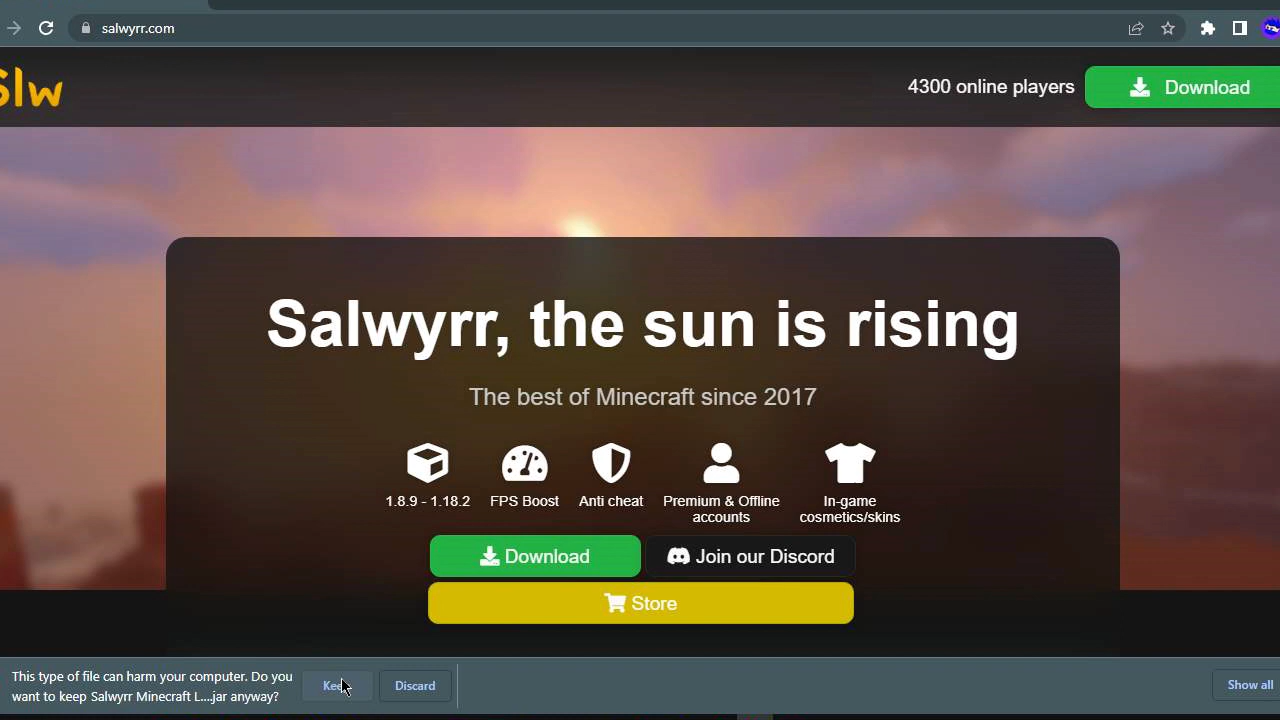 salwyrr.com
Slw
4300 online players
Download
Salwyrr, the sun is rising
The best of Minecraft since 2017
1.8.9 - 1.18.2
FPS Boost
Anti cheat
Premium & Offline
accounts
In-game
cosmetics/skins
Download
Join our Discord
Store
This type of file can harm your computer. Do you
want to keep Salwyrr Minecraft L....jar anyway?
Discard
Show all